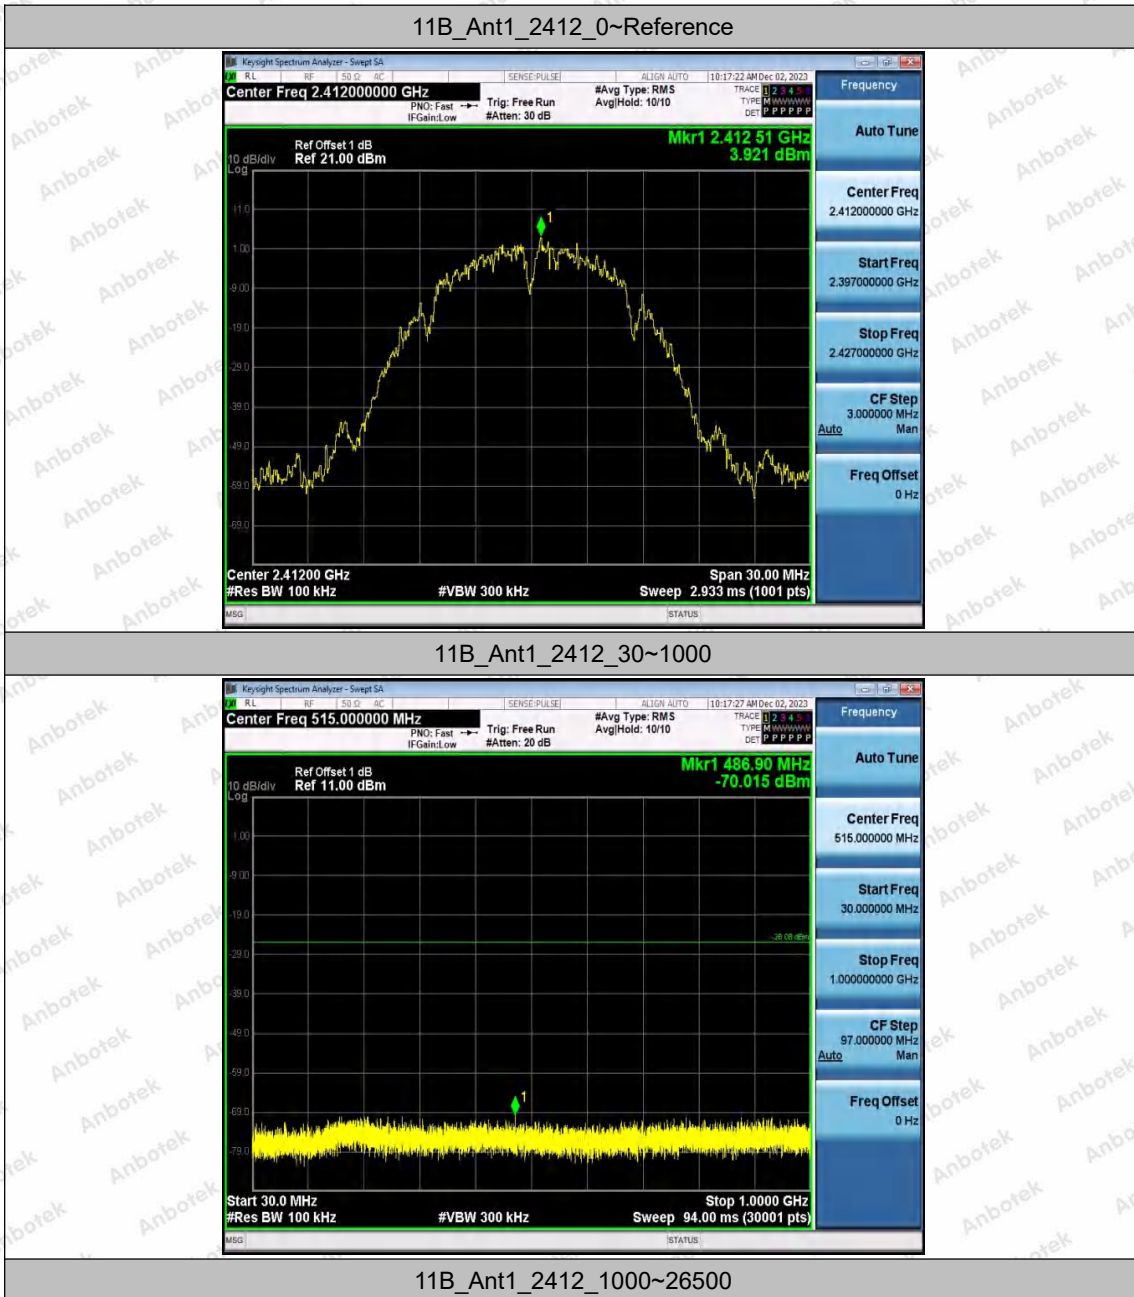 11B_Ant1_2412_0~Reference
Keysight Spectrum Analyzer - Swept SA
RL RF 50 Ω AC SENSE:PULSE ALIGN AUTO 10:17:22 AM Dec 02, 2023
Center Freq 2.412000000 GHz
PNO: Fast
IFGain:Low
Trig: Free Run
#Atten: 30 dB
#Avg Type: RMS
Avg|Hold: 10/10
TRACE 1 2 3 4 5
TYPE M
DET P P P P P P
Mkr1 2.412 51 GHz
3.921 dBm
Ref Offset 1 dB
10 dB/div Ref 21.00 dBm
Log
11.0
1.00
-9.00
-19.0
-29.0
-39.0
-49.0
-59.0
-69.0
1
Center 2.41200 GHz Span 30.00 MHz
#Res BW 100 kHz #VBW 300 kHz Sweep 2.933 ms (1001 pts)
MSG STATUS
Frequency
Auto Tune
Center Freq
2.412000000 GHz
Start Freq
2.397000000 GHz
Stop Freq
2.427000000 GHz
CF Step
3.000000 MHz
Auto Man
Freq Offset
0 Hz
11B_Ant1_2412_30~1000
Keysight Spectrum Analyzer - Swept SA
RL RF 50 Ω AC SENSE:PULSE ALIGN AUTO 10:17:27 AM Dec 02, 2023
Center Freq 515.000000 MHz
PNO: Fast
IFGain:Low
Trig: Free Run
#Atten: 20 dB
#Avg Type: RMS
Avg|Hold: 10/10
TRACE 1 2 3 4 5
TYPE M
DET P P P P P P
Mkr1 486.90 MHz
-70.015 dBm
Ref Offset 1 dB
10 dB/div Ref 11.00 dBm
Log
1.00
-9.00
-19.0
-29.0
-39.0
-49.0
-59.0
-69.0
-79.0
-26.08 dBm
1
Start 30.0 MHz Stop 1.0000 GHz
#Res BW 100 kHz #VBW 300 kHz Sweep 94.00 ms (30001 pts)
MSG STATUS
Frequency
Auto Tune
Center Freq
515.000000 MHz
Start Freq
30.000000 MHz
Stop Freq
1.000000000 GHz
CF Step
97.000000 MHz
Auto Man
Freq Offset
0 Hz
11B_Ant1_2412_1000~26500
Anbotek